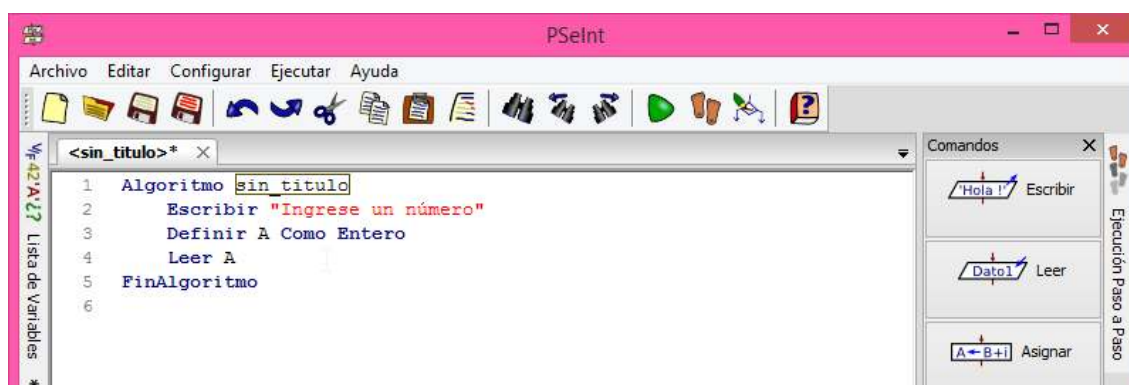 PSeInt
Archivo Editar Configurar Ejecutar Ayuda
<sin_titulo>*
1 Algoritmo sin_titulo
2 Escribir "Ingrese un número"
3 Definir A Como Entero
4 Leer A
5 FinAlgoritmo
6
42'A'¿?
Lista de Variables
*
Comandos
'Hola !' Escribir
Dato1 Leer
A←B+i Asignar
Ejecución Paso a Paso